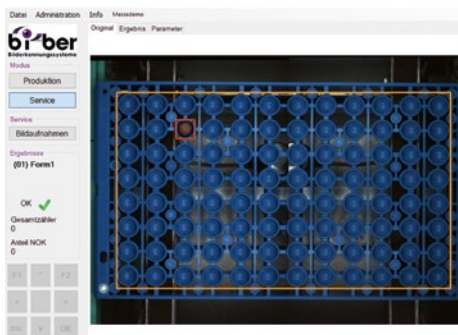 Datei Administration Info Messedemo
bi-ber
Bilderkennungssysteme
Original Ergebnis Parameter
Modus
Produktion
Service
Service
Bildaufnahmen
Ergebnisse
(01) Form1
OK
Gesamtzähler
0
Anteil NOK
0
F1 ^ F2
< >
ESC v OK